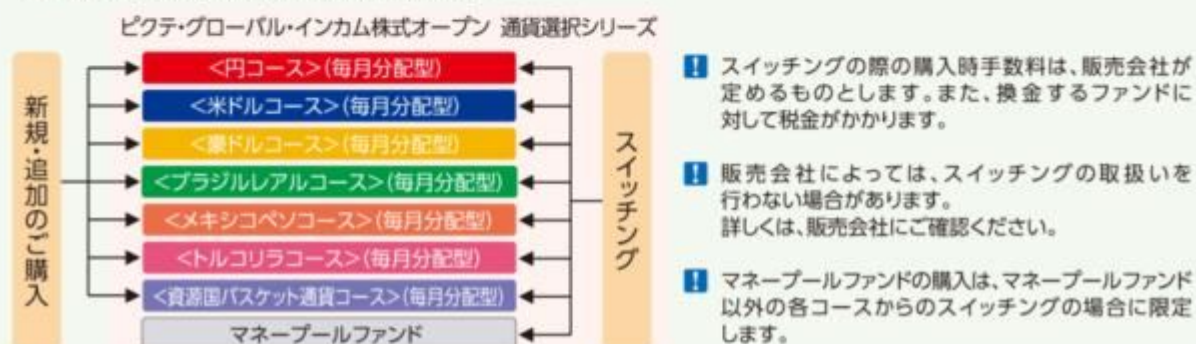 ピクテ・グローバル・インカム株式オープン 通貨選択シリーズ
新規・追加のご購入
<円コース>(毎月分配型)
<米ドルコース>(毎月分配型)
<豪ドルコース>(毎月分配型)
<ブラジルレアルコース>(毎月分配型)
<メキシコペソコース>(毎月分配型)
<トルコリラコース>(毎月分配型)
<資源国バスケット通貨コース>(毎月分配型)
マネープールファンド
スイッチング
! スイッチングの際の購入時手数料は、販売会社が
定めるものとします。また、換金するファンドに
対して税金がかかります。
! 販売会社によっては、スイッチングの取扱いを
行わない場合があります。
詳しくは、販売会社にご確認ください。
! マネープールファンドの購入は、マネープールファンド
以外の各コースからのスイッチングの場合に限定
します。